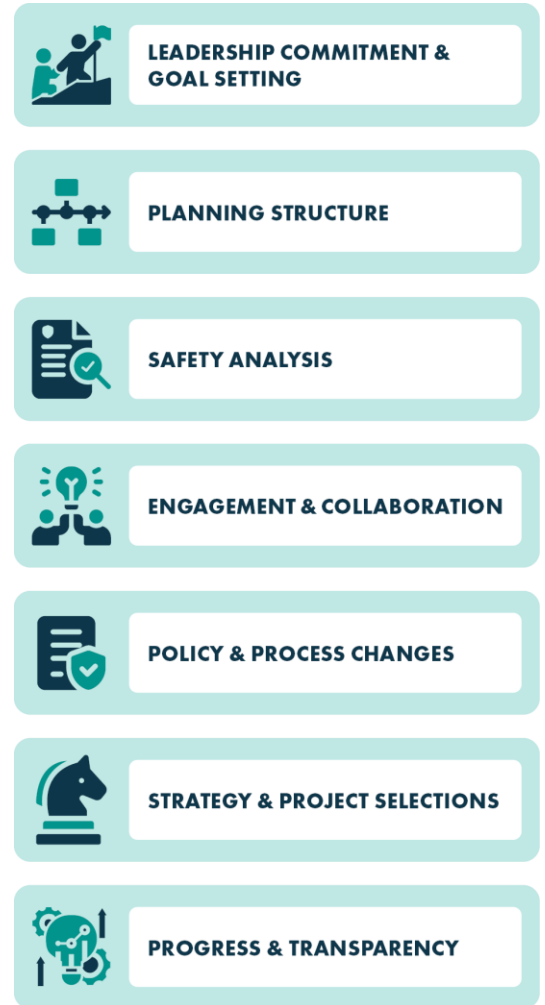 LEADERSHIP COMMITMENT &
GOAL SETTING
PLANNING STRUCTURE
SAFETY ANALYSIS
ENGAGEMENT & COLLABORATION
POLICY & PROCESS CHANGES
STRATEGY & PROJECT SELECTIONS
PROGRESS & TRANSPARENCY